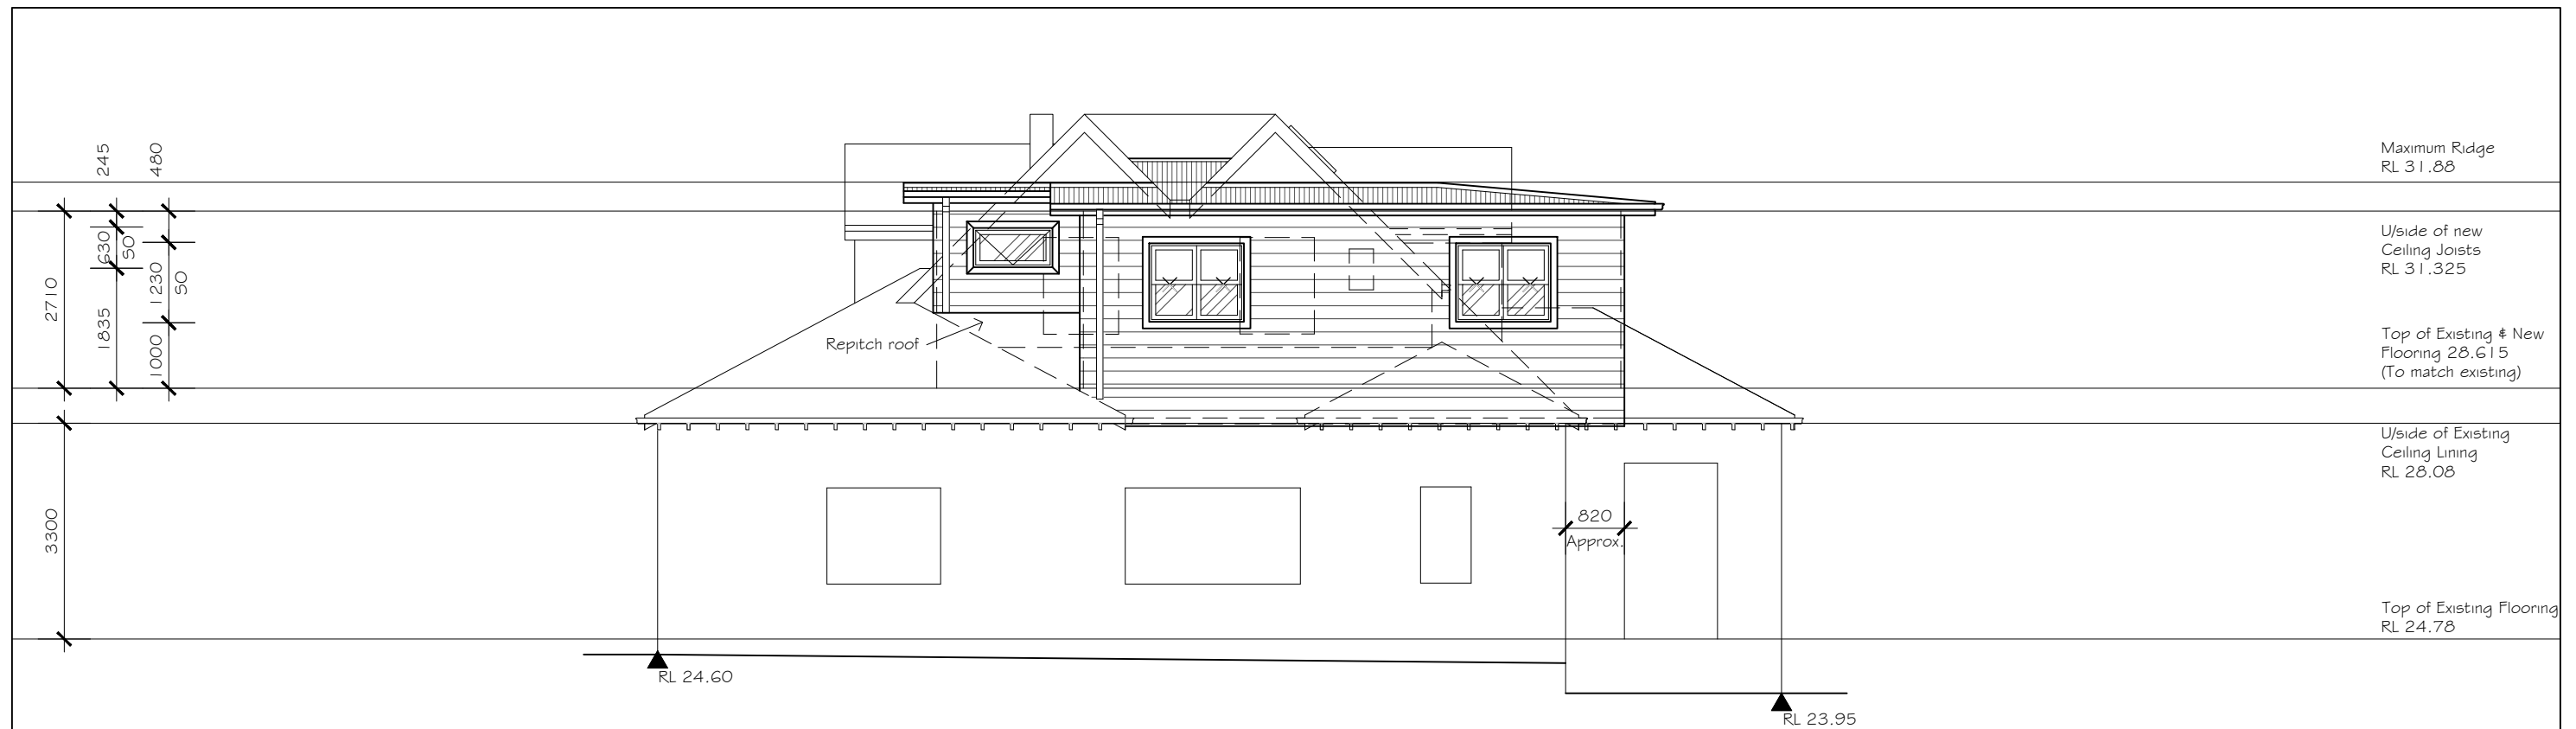 245
480
Maximum Ridge
RL 31.88
630
50
U/side of new
Ceiling Joists
RL 31.325
2710
1230
50
1835
1000
Repitch roof
Top of Existing & New
Flooring 28.615
(To match existing)
U/side of Existing
Ceiling Lining
RL 28.08
3300
820
Approx.
Top of Existing Flooring
RL 24.78
RL 24.60
RL 23.95